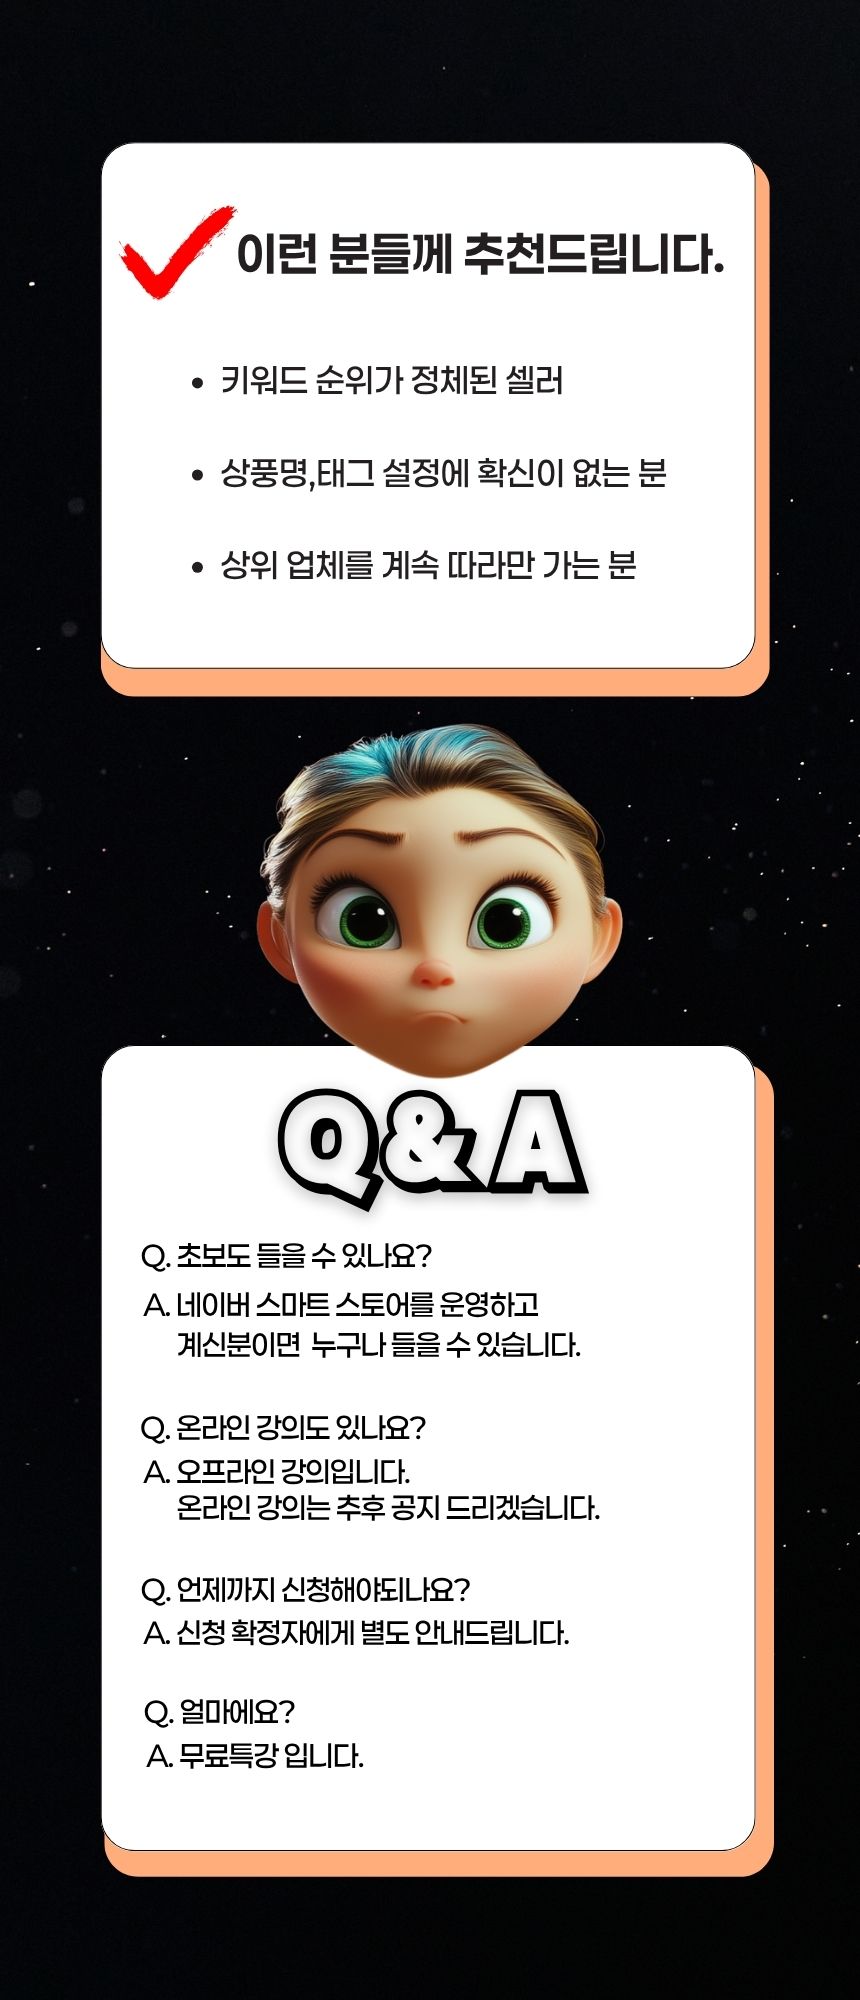 이런 분들께 추천드립니다.
• 키워드 순위가 정체된 셀러
• 상풍명,태그 설정에 확신이 없는 분
• 상위 업체를 계속 따라만 가는 분
Q&A
Q. 초보도 들을 수 있나요?
A. 네이버 스마트 스토어를 운영하고
계신분이면 누구나 들을 수 있습니다.
Q. 온라인 강의도 있나요?
A. 오프라인 강의입니다.
온라인 강의는 추후 공지 드리겠습니다.
Q. 언제까지 신청해야되나요?
A. 신청 확정자에게 별도 안내드립니다.
Q. 얼마에요?
A. 무료특강 입니다.